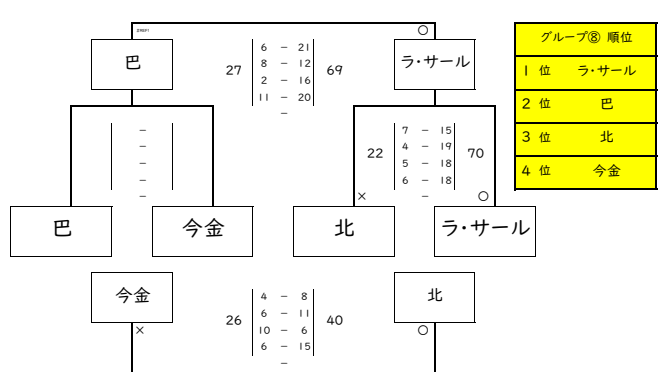 ○
グループ⑧ 順位
巴
27
6 － 21
8 － 12
2 － 16
11 － 20
－
69
ラ・サール
1 位 ラ・サール
2 位 巴
3 位 北
4 位 今金
－
－
－
－
－
22
7 － 15
4 － 19
5 － 18
6 － 18
－
70
×
○
巴
今金
北
ラ・サール
今金
26
4 － 8
6 － 11
10 － 6
6 － 15
－
40
北
×
○